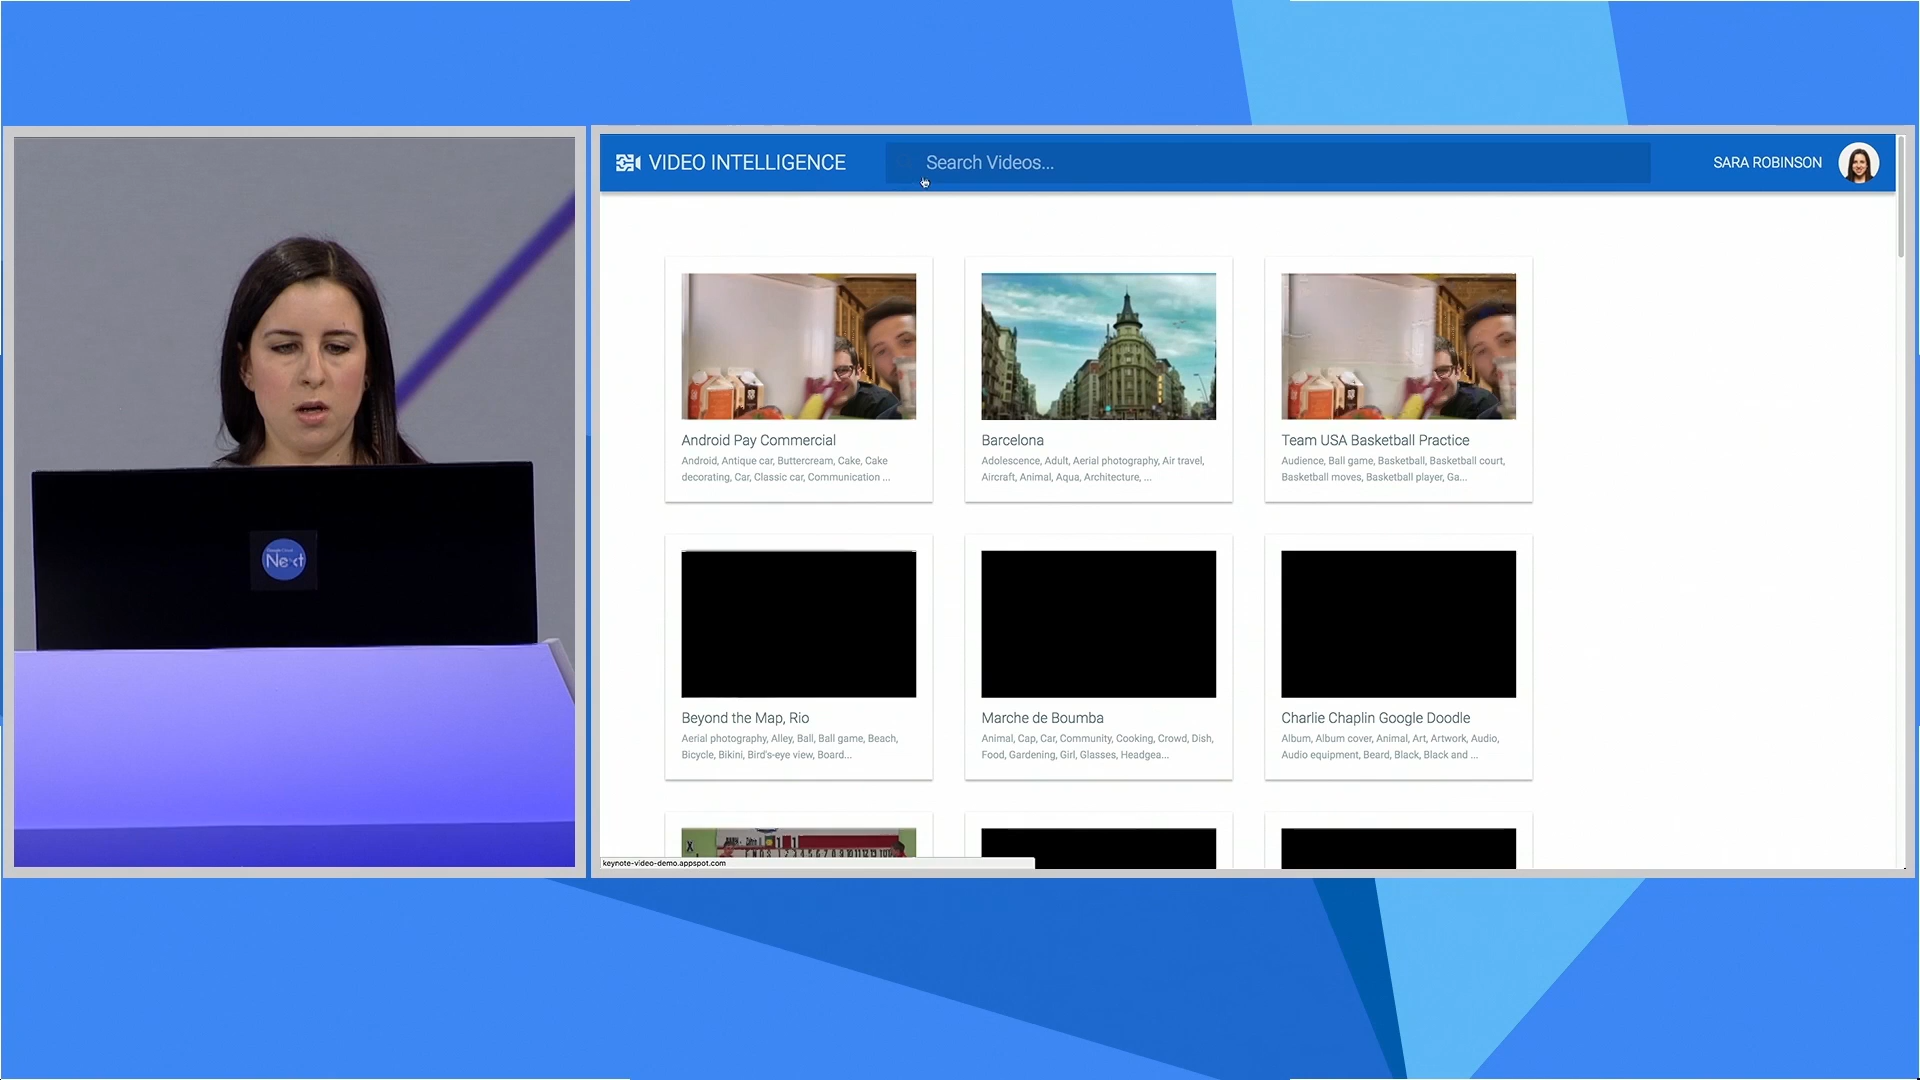 VIDEO INTELLIGENCE
Search Videos...
SARA ROBINSON
Android Pay Commercial
Android, Antique car, Buttercream, Cake, Cake
decorating, Car, Classic car, Communication ...
Barcelona
Adolescence, Adult, Aerial photography, Air travel,
Aircraft, Animal, Aqua, Architecture, ...
Team USA Basketball Practice
Audience, Ball game, Basketball, Basketball court,
Basketball moves, Basketball player, Ga...
Google Cloud
Next
Beyond the Map, Rio
Aerial photography, Alley, Ball, Ball game, Beach,
Bicycle, Bikini, Bird's-eye view, Board...
Marche de Boumba
Animal, Cap, Car, Community, Cooking, Crowd, Dish,
Food, Gardening, Girl, Glasses, Headgea...
Charlie Chaplin Google Doodle
Album, Album cover, Animal, Art, Artwork, Audio,
Audio equipment, Beard, Black, Black and ...
keynote-video-demo.appspot.com